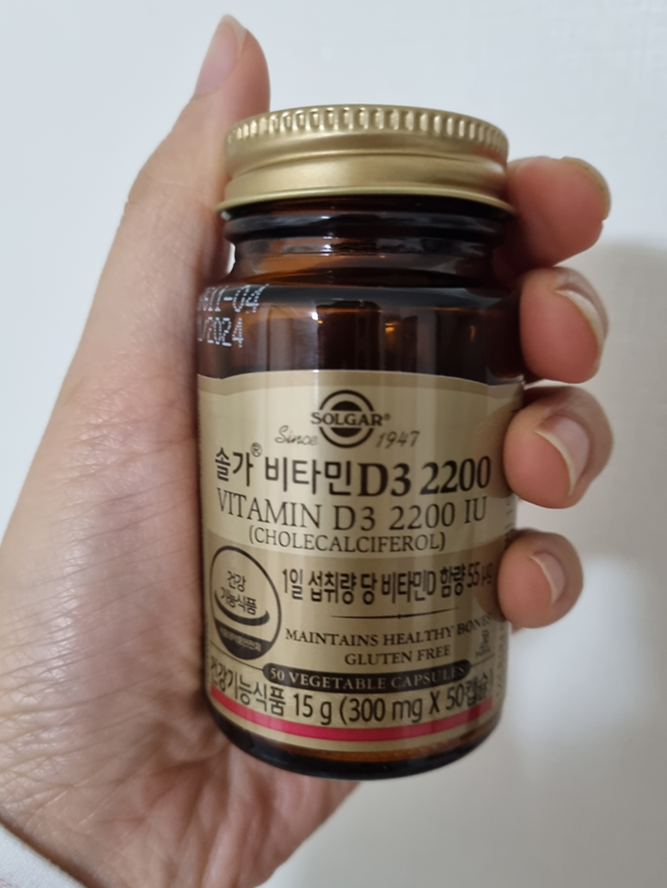 2024
SOLGAR®
Since 1947
솔가® 비타민D3 2200
VITAMIN D3 2200 IU
(CHOLECALCIFEROL)
건강
기능식품
1일 섭취량 당 비타민D 함량 55 μg
MAINTAINS HEALTHY BONES
GLUTEN FREE
50 VEGETABLE CAPSULES
건강기능식품 15 g (300 mg X 50캡슐)